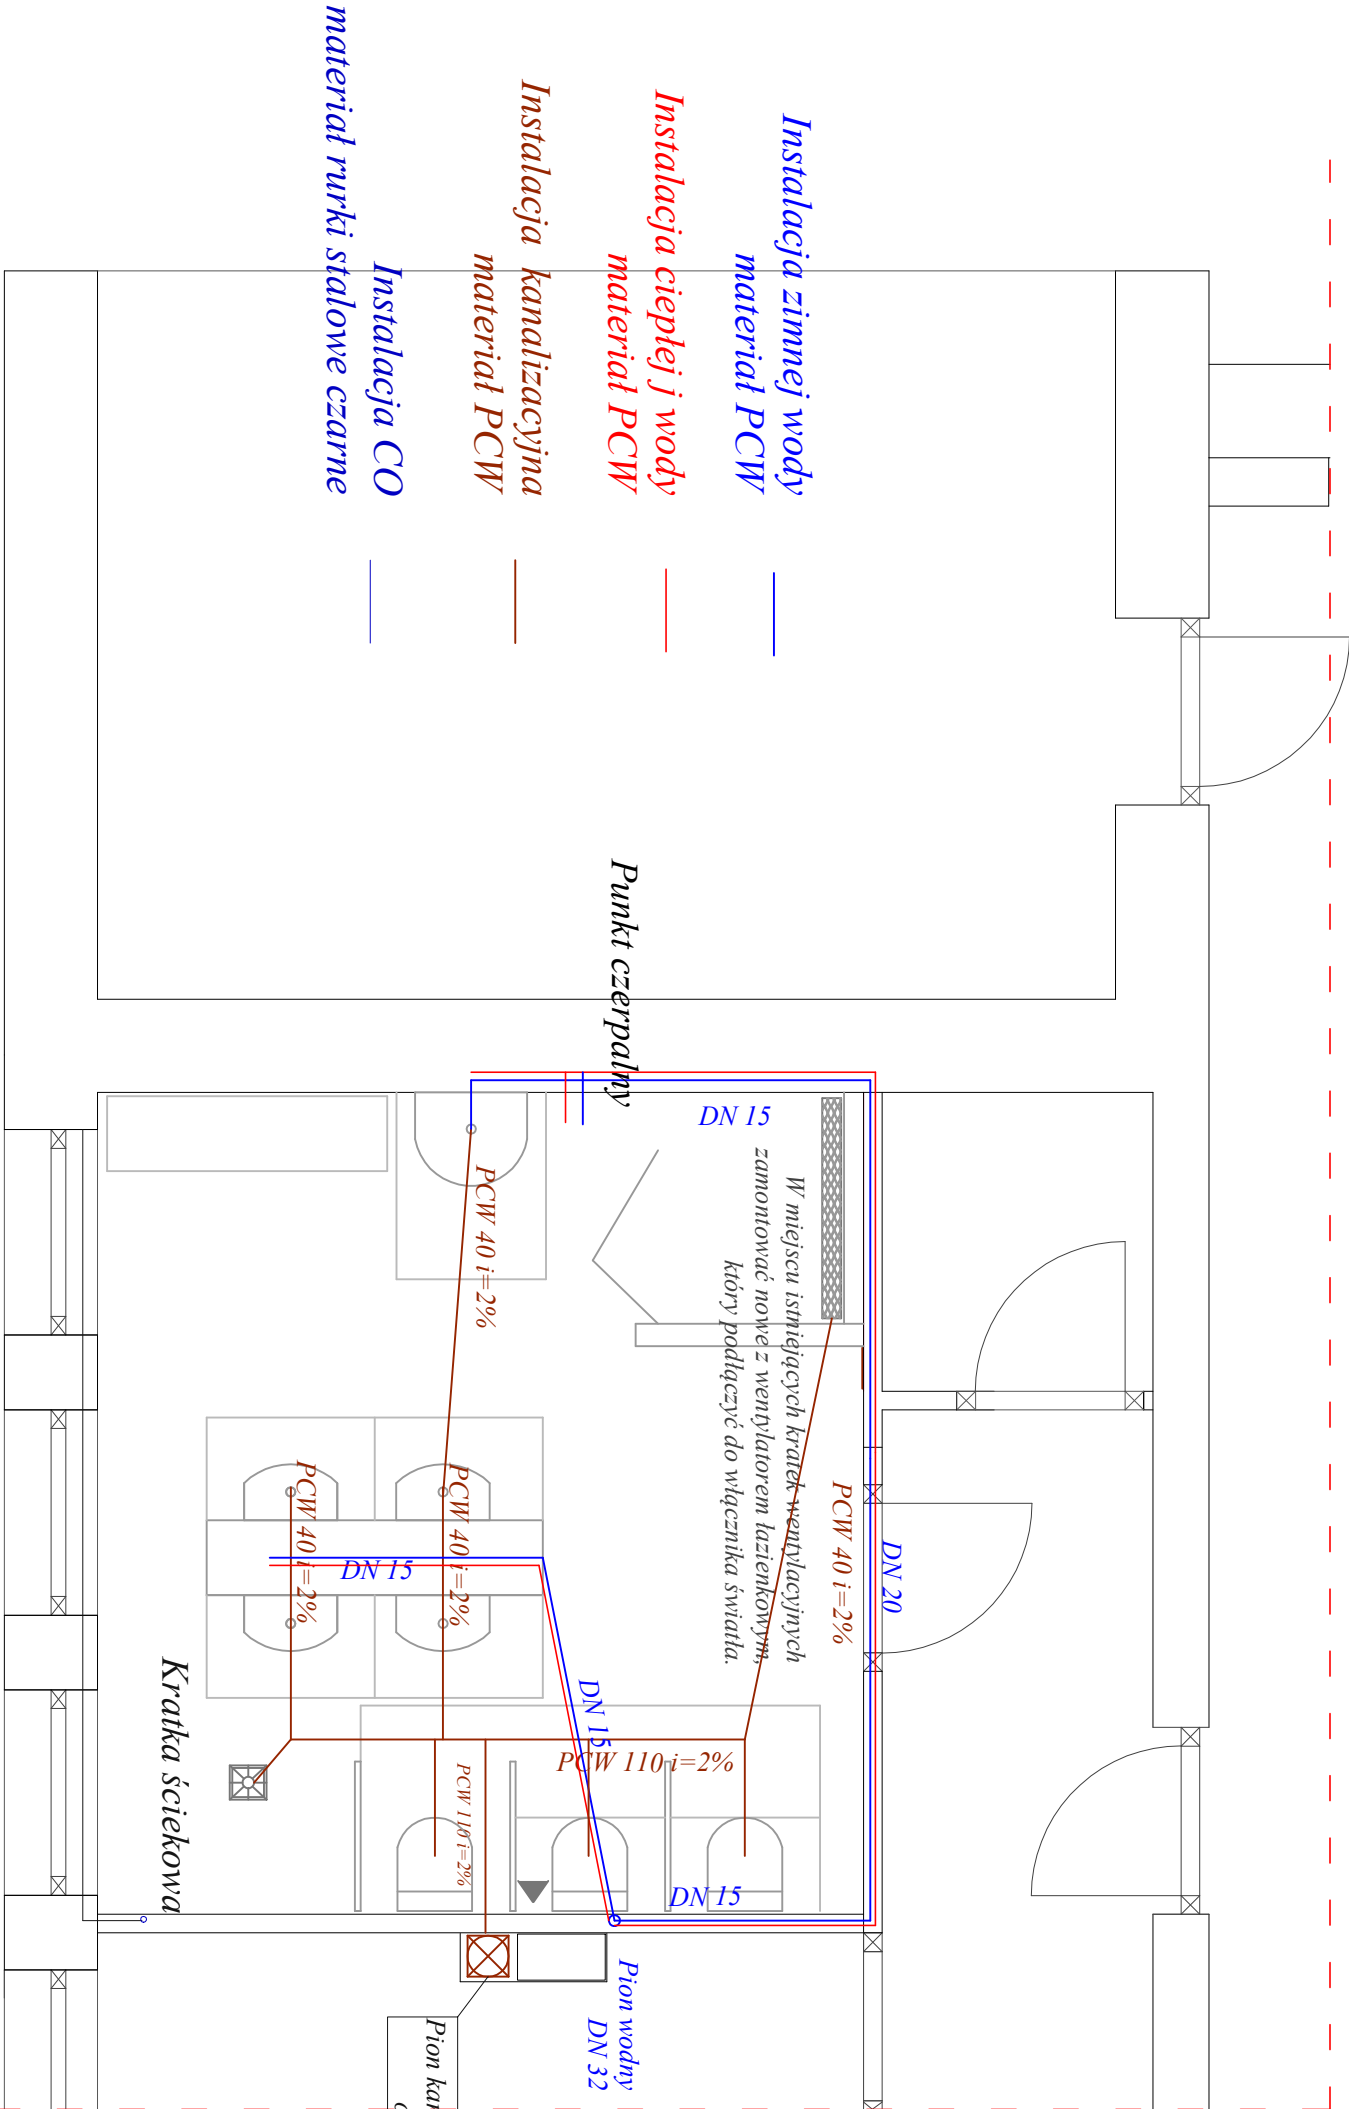 Instalacja zimnej wody
materiał PCW
Instalacja ciepłej j wody
materiał PCW
Instalacja kanalizacyjna
materiał PCW
Instalacja CO
materiał rurki stalowe czarne
Punkt czerpalny
DN 15
W miejscu istniejących kratek wentylacyjnych
zamontować nowe z wentylatorem łazienkowym,
który podłączyć do włącznika światła.
PCW 40 i=2%
PCW 40 i=2%
DN 20
PCW 40 i=2%
PCW 40 i=2%
DN 15
DN 15
PCW 110 i=2%
PCW 110 i=2%
DN 15
Kratka ściekowa
Pion wodny
DN 32
Pion